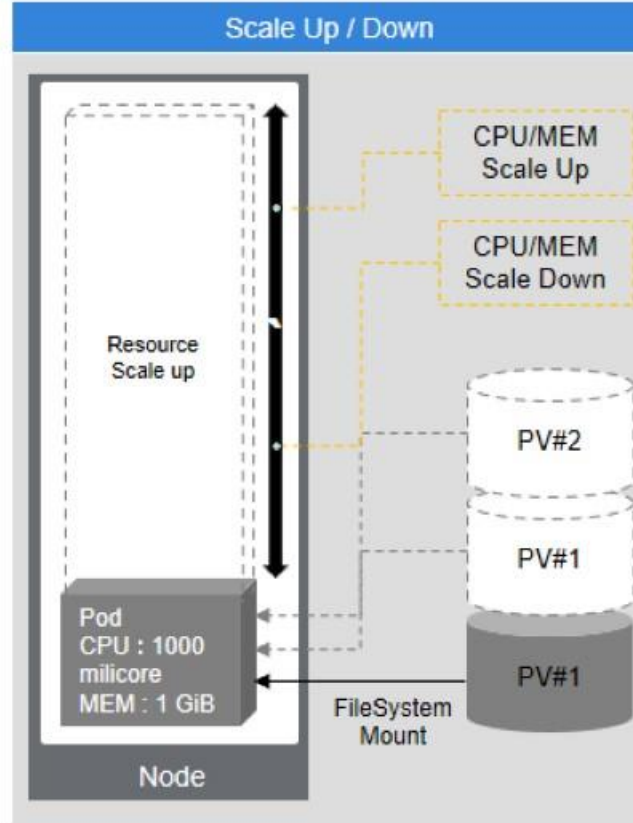 Scale Up / Down
CPU/MEM
Scale Up
CPU/MEM
Scale Down
Resource
Scale up
PV#2
PV#1
Pod
CPU : 1000
milicore
MEM : 1 GiB
PV#1
FileSystem
Mount
Node